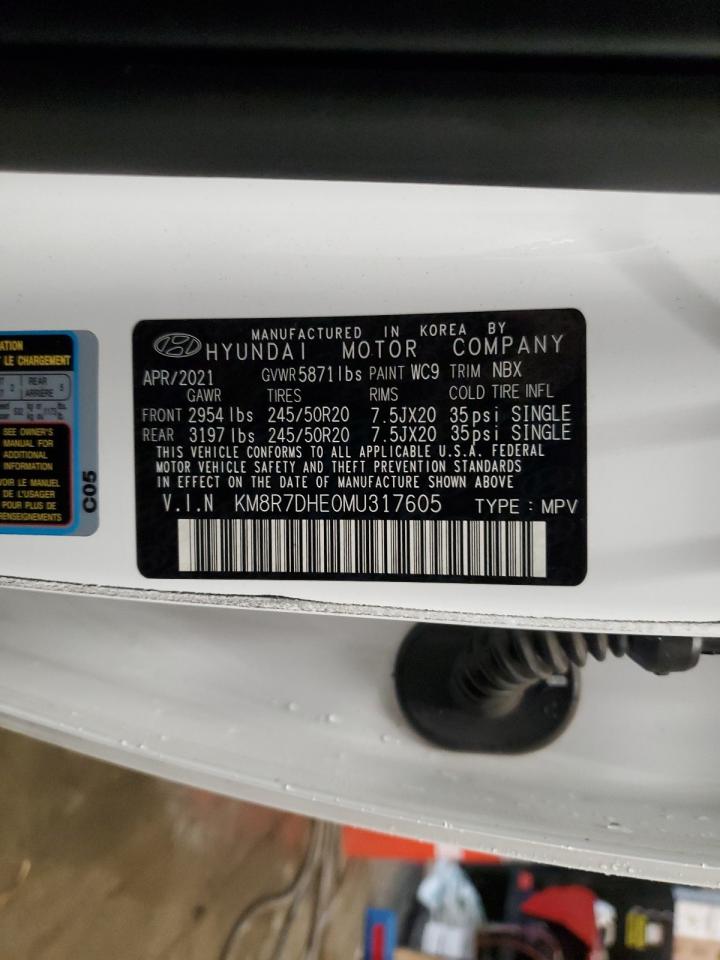 MANUFACTURED IN KOREA BY
HYUNDAI MOTOR COMPANY
APR/2021 GVWR 5871 lbs PAINT WC9 TRIM NBX
GAWR TIRES RIMS COLD TIRE INFL
FRONT 2954 lbs 245/50R20 7.5JX20 35psi SINGLE
REAR 3197 lbs 245/50R20 7.5JX20 35psi SINGLE
THIS VEHICLE CONFORMS TO ALL APPLICABLE U.S.A. FEDERAL
MOTOR VEHICLE SAFETY AND THEFT PREVENTION STANDARDS
IN EFFECT ON THE DATE OF MANUFACTURE SHOWN ABOVE
V.I.N KM8R7DHE0MU317605 TYPE : MPV
LE CHARGEMENT
REAR 5
ARRIÈRE
SEE OWNER'S
MANUAL FOR
ADDITIONAL
INFORMATION
LE MANUEL
DE L'USAGER
POUR PLUS DE
RENSEIGNEMENTS
C05